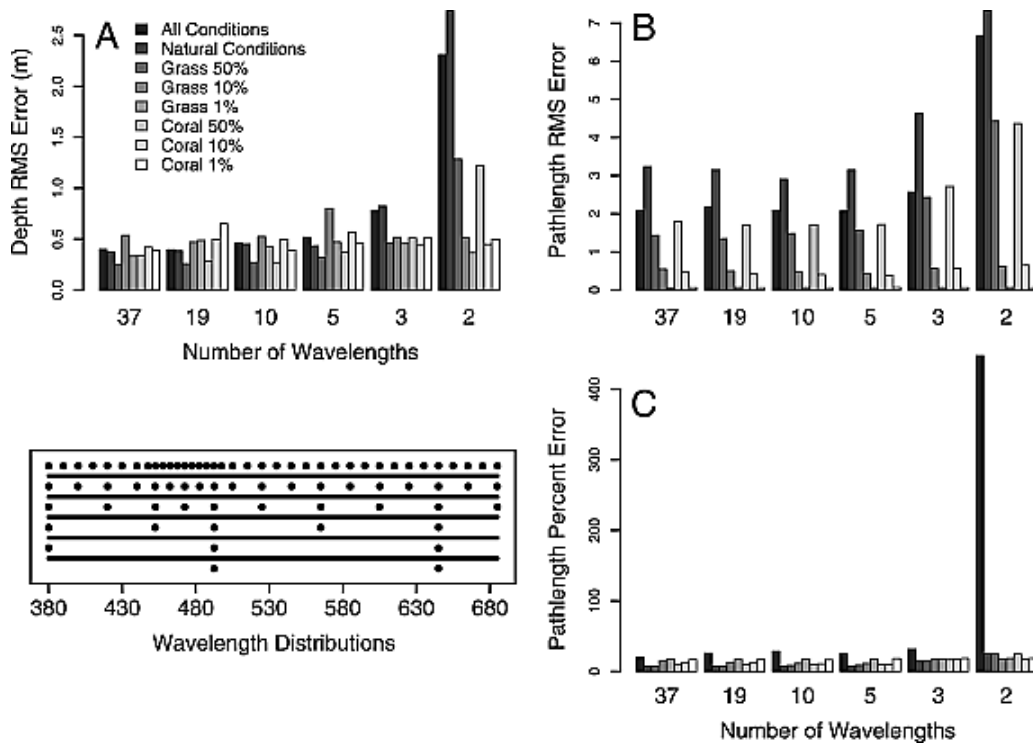 A
Depth RMS Error (m)
2.5
2.0
1.5
1.0
0.5
0.0
All Conditions
Natural Conditions
Grass 50%
Grass 10%
Grass 1%
Coral 50%
Coral 10%
Coral 1%
37 19 10 5 3 2
Number of Wavelengths
B
Pathlength RMS Error
7
6
5
4
3
2
1
0
37 19 10 5 3 2
380 430 480 530 580 630 680
Wavelength Distributions
C
Pathlength Percent Error
400
300
200
100
0
37 19 10 5 3 2
Number of Wavelengths